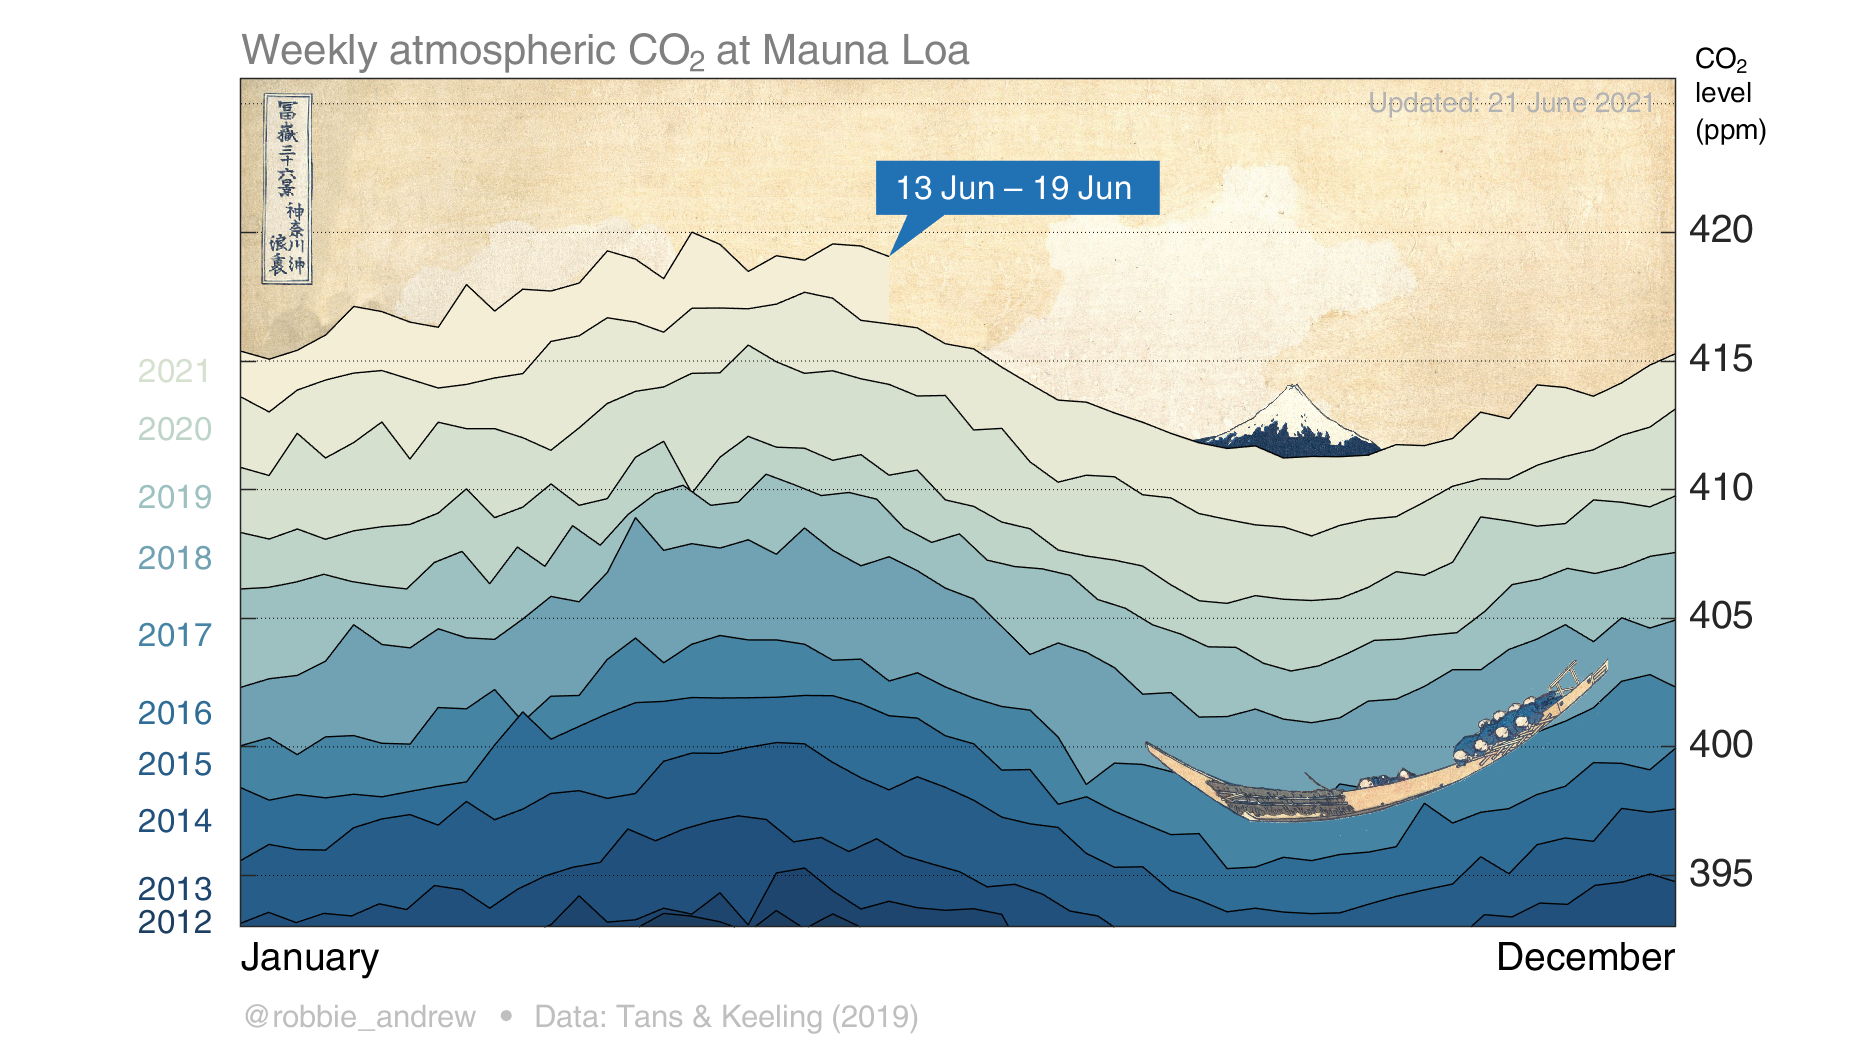 Weekly atmospheric CO₂ at Mauna Loa
CO₂
level
(ppm)
Updated: 21 June 2021
冨嶽三十六景
神奈川沖
浪裏
13 Jun – 19 Jun
420
415
410
405
400
395
2021
2020
2019
2018
2017
2016
2015
2014
2013
2012
January
December
@robbie_andrew • Data: Tans & Keeling (2019)